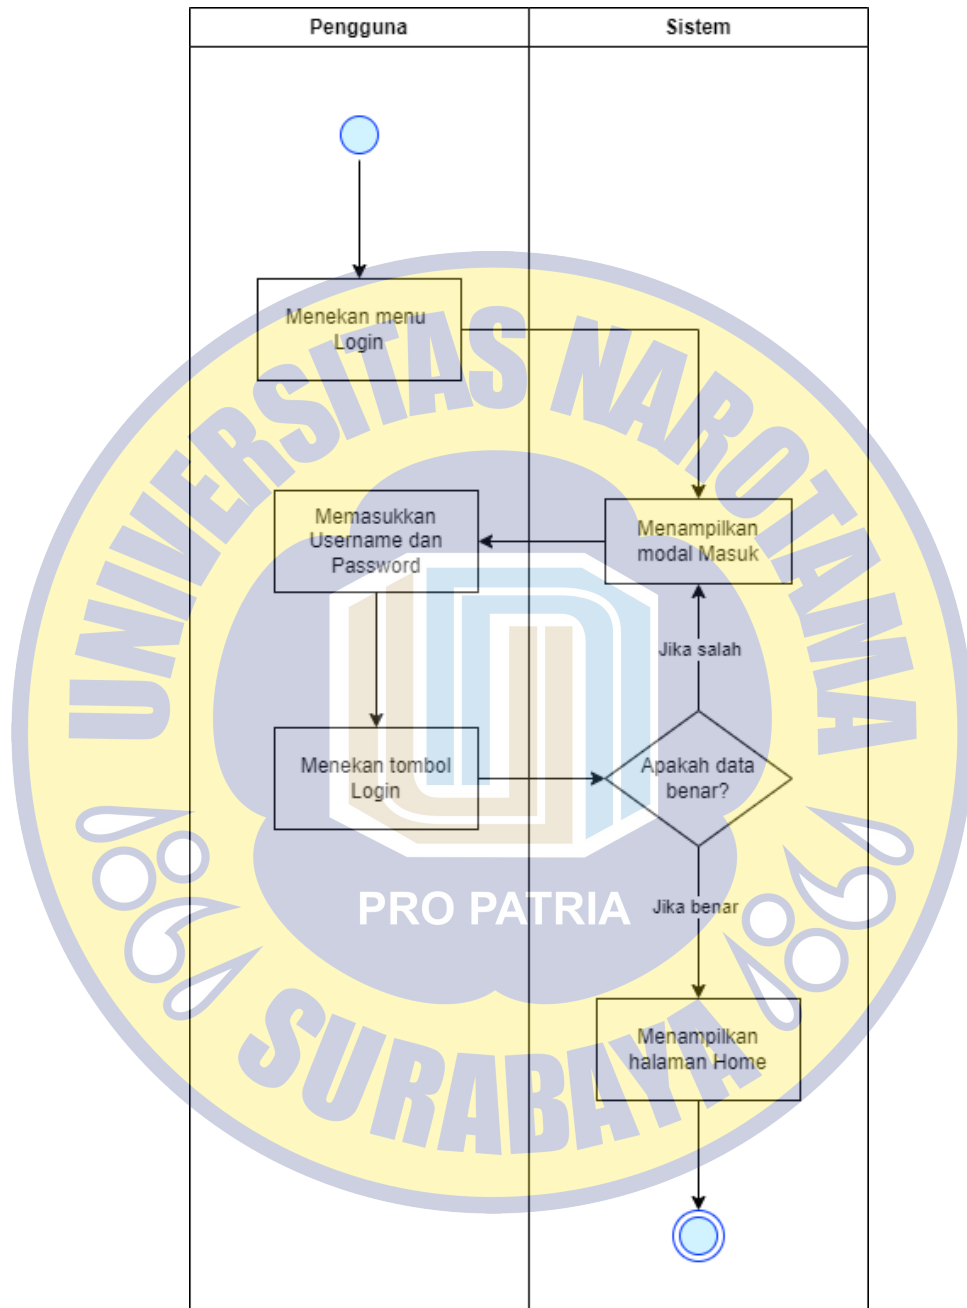 Pengguna
Sistem
Menekan menu
Login
Memasukkan
Username dan
Password
Menampilkan
modal Masuk
Jika salah
Menekan tombol
Login
Apakah data
benar?
Jika benar
Menampilkan
halaman Home
UNIVERSITAS NAROTAMA
PRO PATRIA
SURABAYA